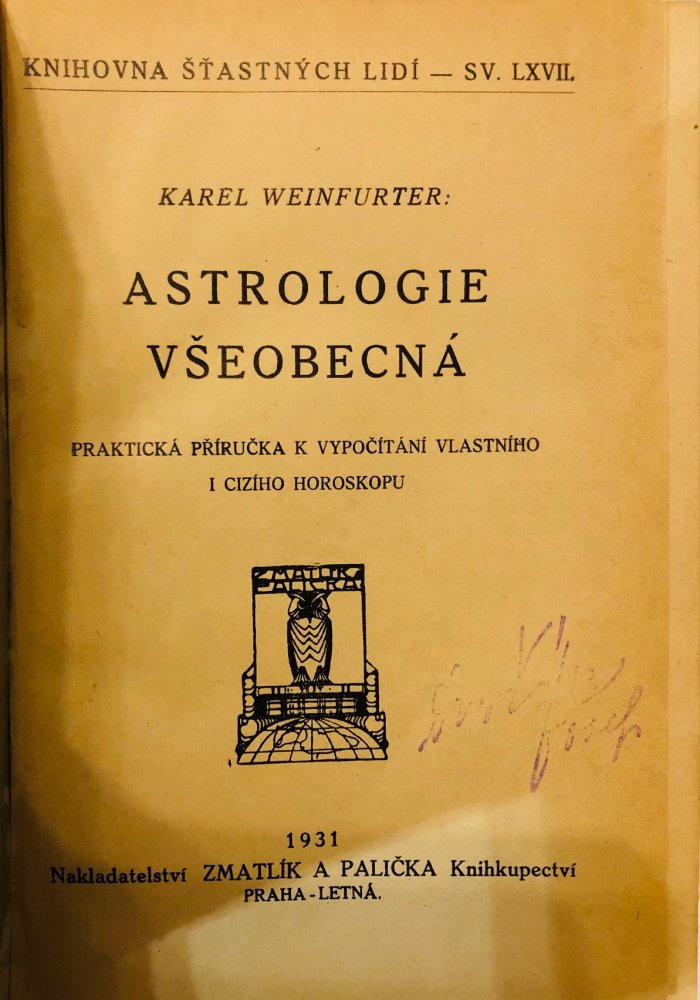 KNIHOVNA ŠŤASTNÝCH LIDÍ — SV. LXVII.
KAREL WEINFURTER:
ASTROLOGIE
VŠEOBECNÁ
PRAKTICKÁ PŘÍRUČKA K VYPOČÍTÁNÍ VLASTNÍHO
I CIZÍHO HOROSKOPU
ZMATLÍK
PALIČKA
Josef
1931
Nakladatelství ZMATLÍK A PALIČKA Knihkupectví
PRAHA-LETNÁ.